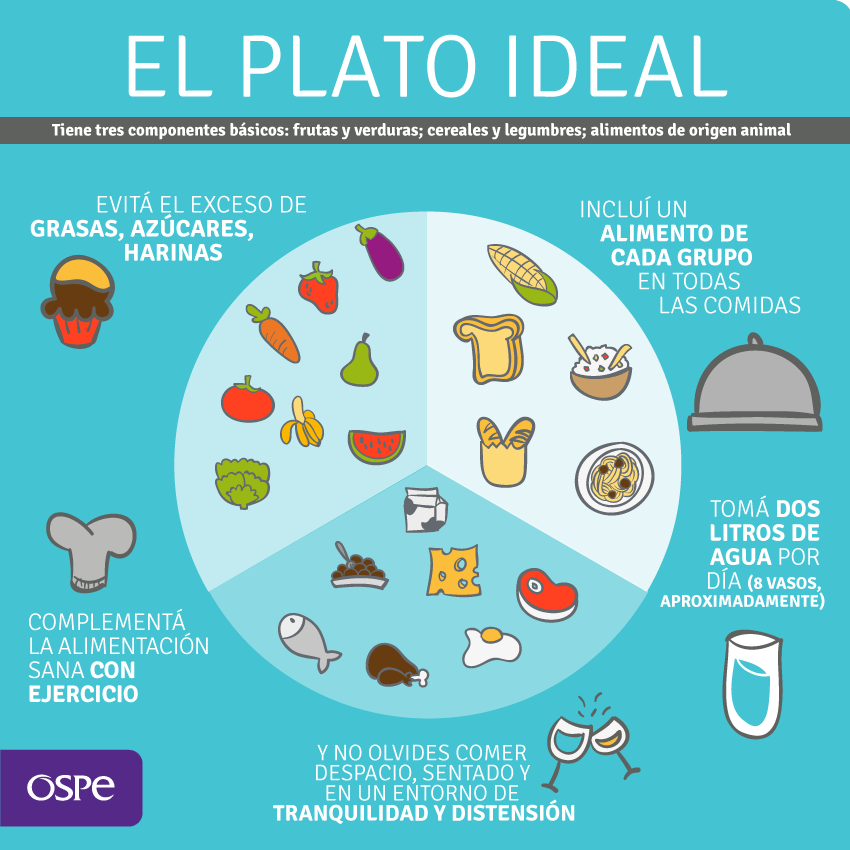 EL PLATO IDEAL
Tiene tres componentes básicos: frutas y verduras; cereales y legumbres; alimentos de origen animal
EVITÁ EL EXCESO DE
GRASAS, AZÚCARES,
HARINAS
INCLUÍ UN
ALIMENTO DE
CADA GRUPO
EN TODAS
LAS COMIDAS
TOMÁ DOS
LITROS DE
AGUA POR
DÍA (8 VASOS,
APROXIMADAMENTE)
COMPLEMENTÁ
LA ALIMENTACIÓN
SANA CON
EJERCICIO
Y NO OLVIDES COMER
DESPACIO, SENTADO Y
EN UN ENTORNO DE
TRANQUILIDAD Y DISTENSIÓN
OSPe